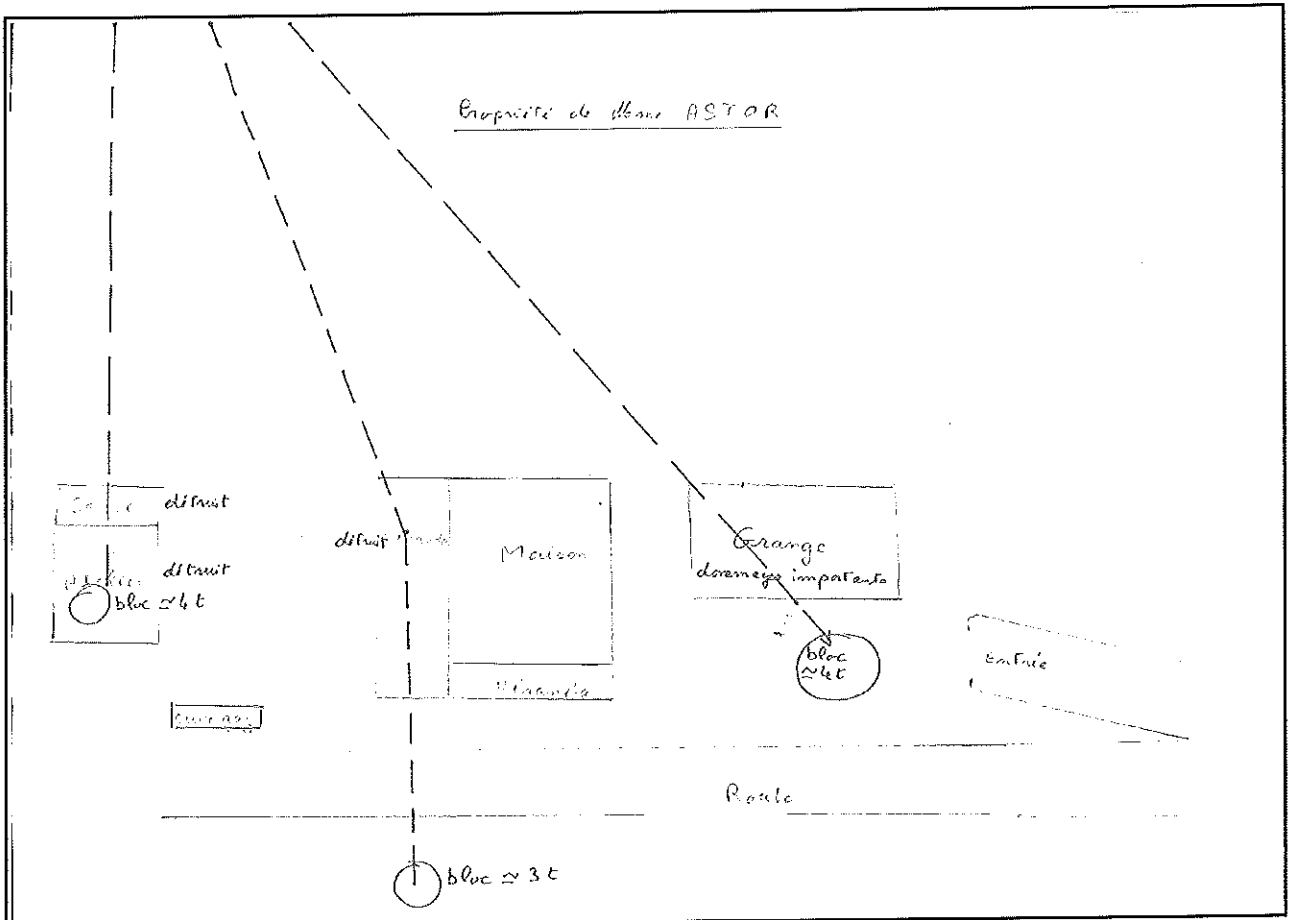 Propriété de Mme ASTOR
détruit
détruit
bloc ≃ 4 t
détruit
Maison
Véranda
Grange
dommages importants
bloc
≃ 4 t
Entrée
Route
bloc ≃ 3 t